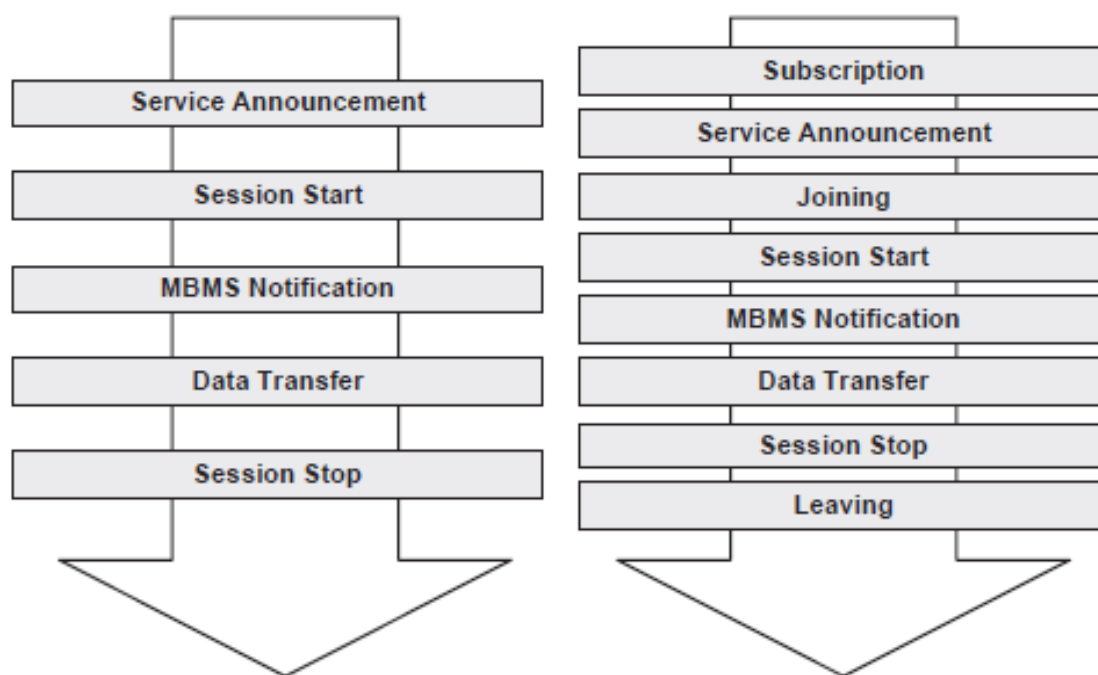 Service Announcement
Session Start
MBMS Notification
Data Transfer
Session Stop
Subscription
Service Announcement
Joining
Session Start
MBMS Notification
Data Transfer
Session Stop
Leaving